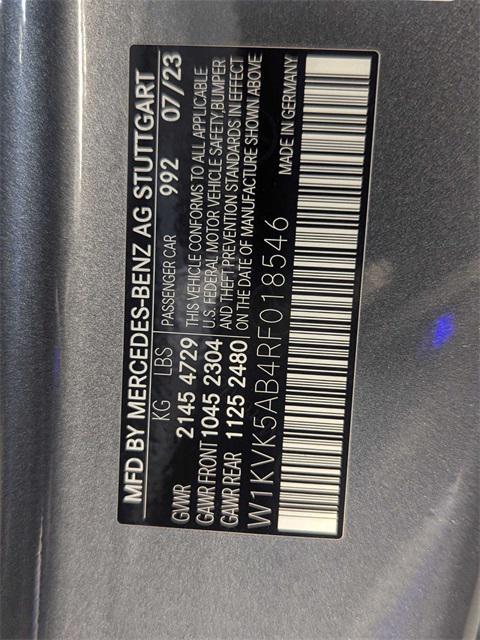 MFD BY MERCEDES-BENZ AG STUTTGART
KG LBS PASSENGER CAR 992 07/23
GVWR 2145 4729 THIS VEHICLE CONFORMS TO ALL APPLICABLE
GAWR FRONT 1045 2304 U.S. FEDERAL MOTOR VEHICLE SAFETY, BUMPER
GAWR REAR 1125 2480 AND THEFT PREVENTION STANDARDS IN EFFECT
ON THE DATE OF MANUFACTURE SHOWN ABOVE
W1KVK5AB4RF018546 MADE IN GERMANY